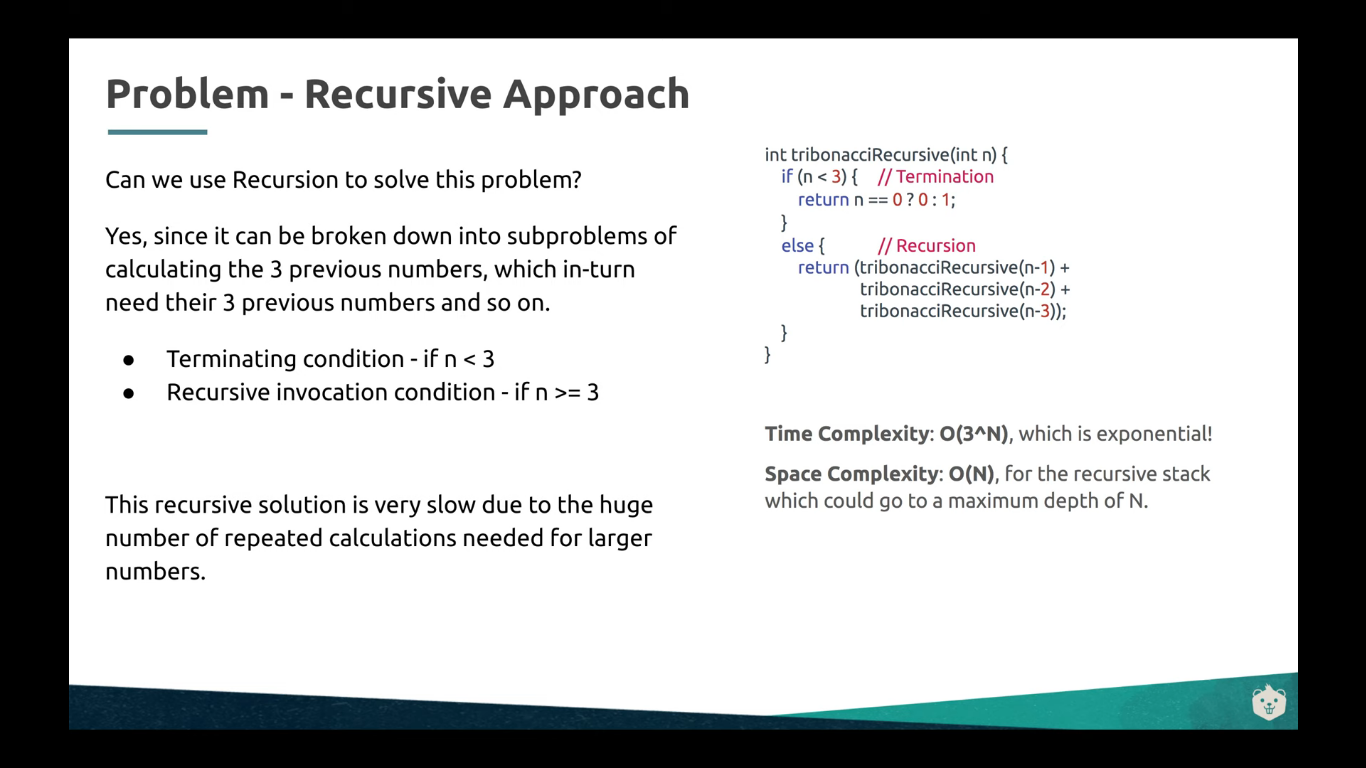 Problem - Recursive Approach
Can we use Recursion to solve this problem?
Yes, since it can be broken down into subproblems of
calculating the 3 previous numbers, which in-turn
need their 3 previous numbers and so on.
● Terminating condition - if n < 3
● Recursive invocation condition - if n >= 3
This recursive solution is very slow due to the huge
number of repeated calculations needed for larger
numbers.
int tribonacciRecursive(int n) {
if (n < 3) { // Termination
return n == 0 ? 0 : 1;
}
else { // Recursion
return (tribonacciRecursive(n-1) +
tribonacciRecursive(n-2) +
tribonacciRecursive(n-3));
}
}
Time Complexity: O(3^N), which is exponential!
Space Complexity: O(N), for the recursive stack
which could go to a maximum depth of N.